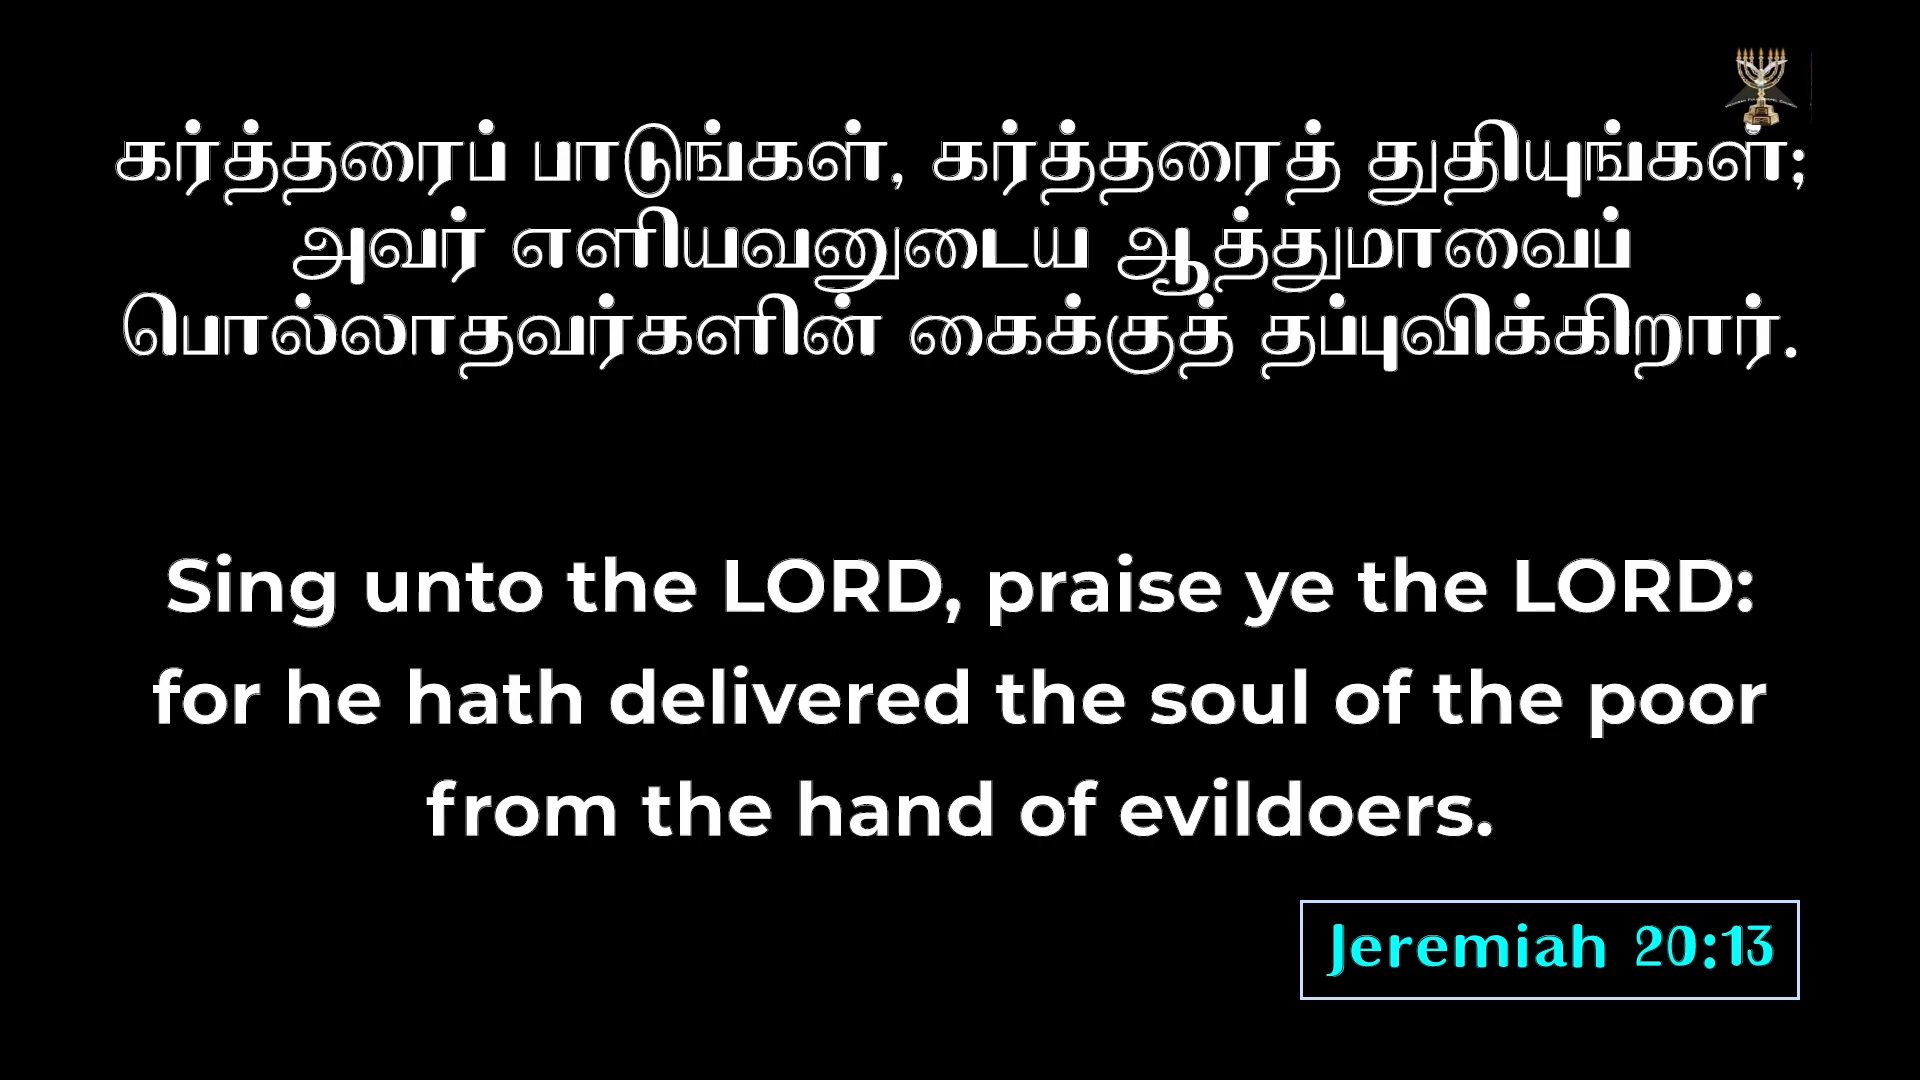 கர்த்தரைப் பாடுங்கள், கர்த்தரைத் துதியுங்கள்;
அவர் எளியவனுடைய ஆத்துமாவைப்
பொல்லாதவர்களின் கைக்குத் தப்புவிக்கிறார்.
Sing unto the LORD, praise ye the LORD:
for he hath delivered the soul of the poor
from the hand of evildoers.
Jeremiah 20:13